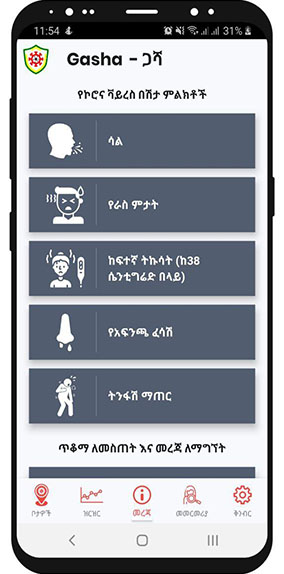 11:54
31%
Gasha - ጋሻ
የኮሮና ቫይረስ በሽታ ምልክቶች
ሳል
የራስ ምታት
ከፍተኛ ትኩሳት (ከ38
ሴንቲግሬድ በላይ)
የአፍንጫ ፈሳሽ
ትንፋሽ ማጠር
ጥቆማ ለመስጠት እና መረጃ ለማግኘት
ቦታዎች
ዝርዝር
መረጃ
መመርመሪያ
ቅንብር